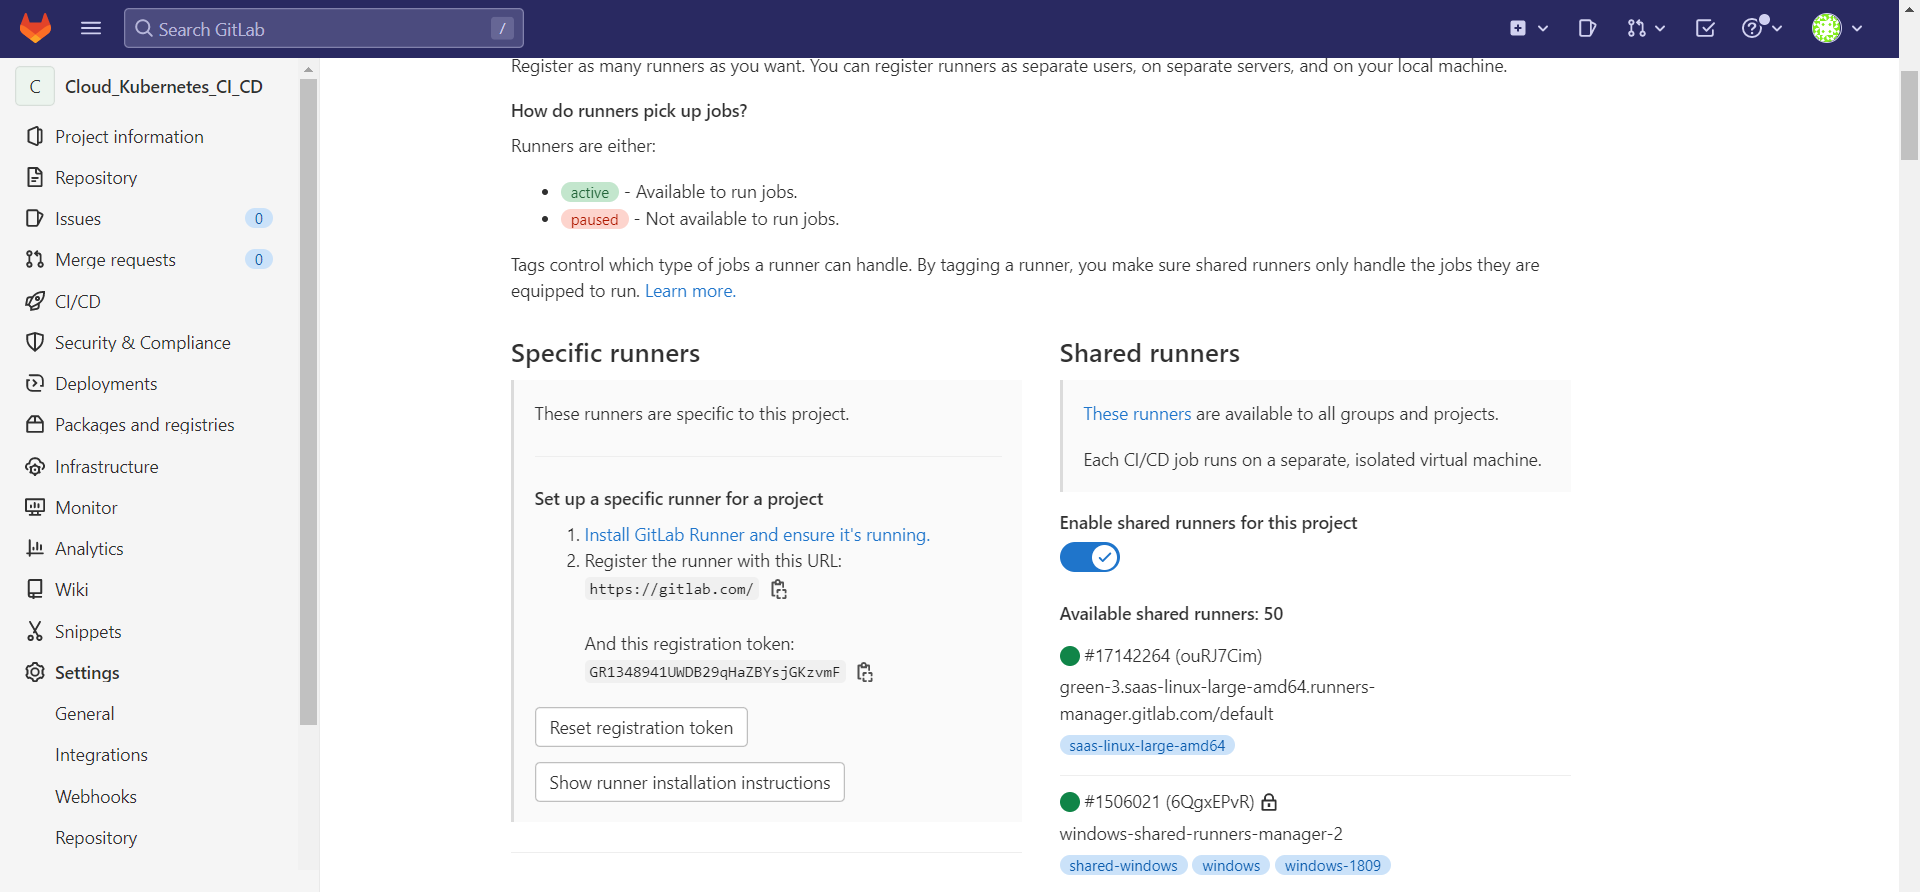 Search GitLab
/
C
Cloud_Kubernetes_CI_CD
Project information
Repository
Issues
0
Merge requests
0
CI/CD
Security & Compliance
Deployments
Packages and registries
Infrastructure
Monitor
Analytics
Wiki
Snippets
Settings
General
Integrations
Webhooks
Repository
Register as many runners as you want. You can register runners as separate users, on separate servers, and on your local machine.
How do runners pick up jobs?
Runners are either:
active - Available to run jobs.
paused - Not available to run jobs.
Tags control which type of jobs a runner can handle. By tagging a runner, you make sure shared runners only handle the jobs they are
equipped to run. Learn more.
Specific runners
These runners are specific to this project.
Set up a specific runner for a project
1. Install GitLab Runner and ensure it's running.
2. Register the runner with this URL:
https://gitlab.com/
And this registration token:
GR1348941UWDB29qHaZBYsjGKzvmF
Reset registration token
Show runner installation instructions
Shared runners
These runners are available to all groups and projects.
Each CI/CD job runs on a separate, isolated virtual machine.
Enable shared runners for this project
Available shared runners: 50
#17142264 (ouRJ7Cim)
green-3.saas-linux-large-amd64.runners-
manager.gitlab.com/default
saas-linux-large-amd64
#1506021 (6QgxEPvR)
windows-shared-runners-manager-2
shared-windows windows windows-1809